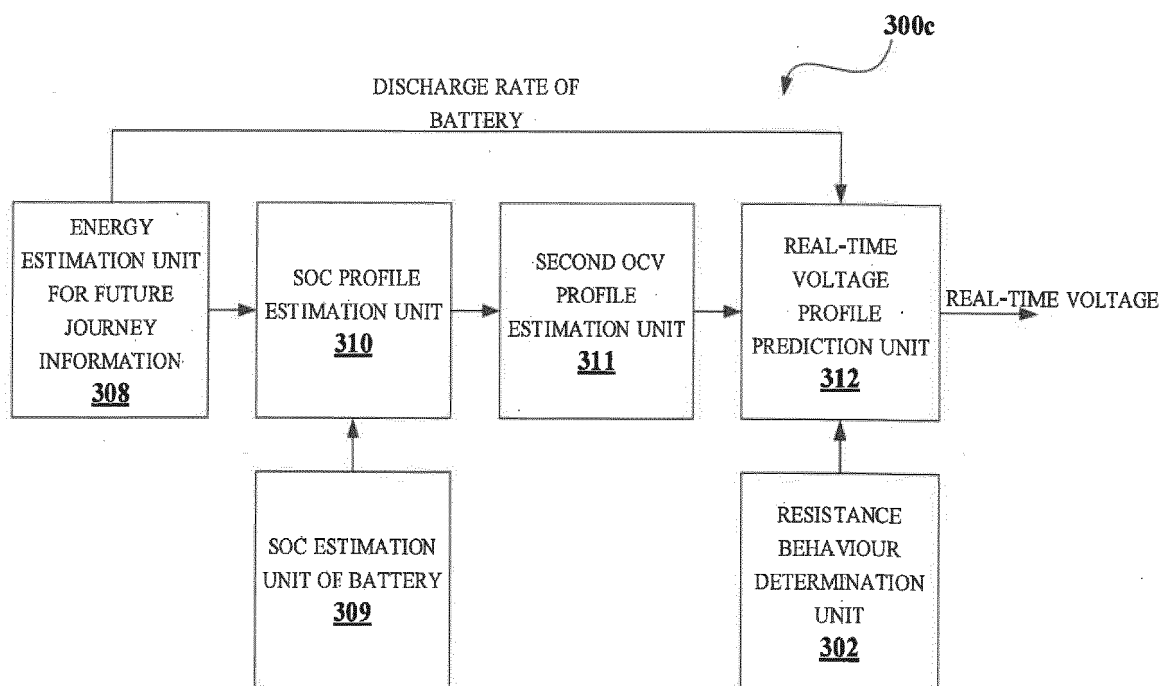 300c
DISCHARGE RATE OF
BATTERY
ENERGY
ESTIMATION UNIT
FOR FUTURE
JOURNEY
INFORMATION
308
SOC PROFILE
ESTIMATION UNIT
310
SECOND OCV
PROFILE
ESTIMATION UNIT
311
REAL-TIME
VOLTAGE
PROFILE
PREDICTION UNIT
312
REAL-TIME VOLTAGE
SOC ESTIMATION
UNIT OF BATTERY
309
RESISTANCE
BEHAVIOUR
DETERMINATION
UNIT
302